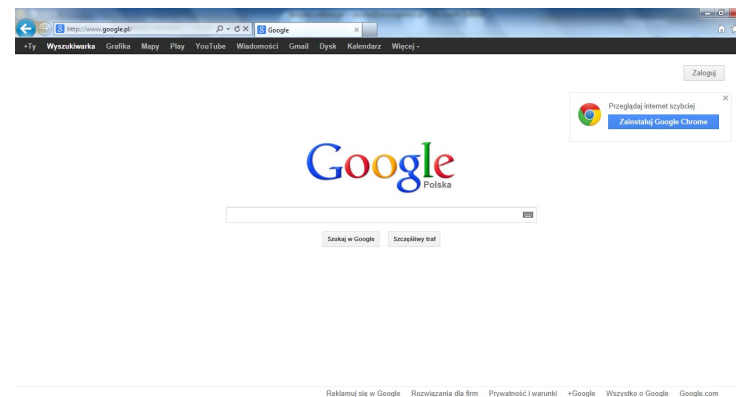 http://www.google.pl/
Google
+Ty Wyszukiwarka Grafika Mapy Play YouTube Wiadomości Gmail Dysk Kalendarz Więcej
Zaloguj
Przeglądaj internet szybciej
Zainstaluj Google Chrome
Google
Polska
Szukaj w Google Szczęśliwy traf
Reklamuj się w Google Rozwiązania dla firm Prywatność i warunki +Google Wszystko o Google Google.com